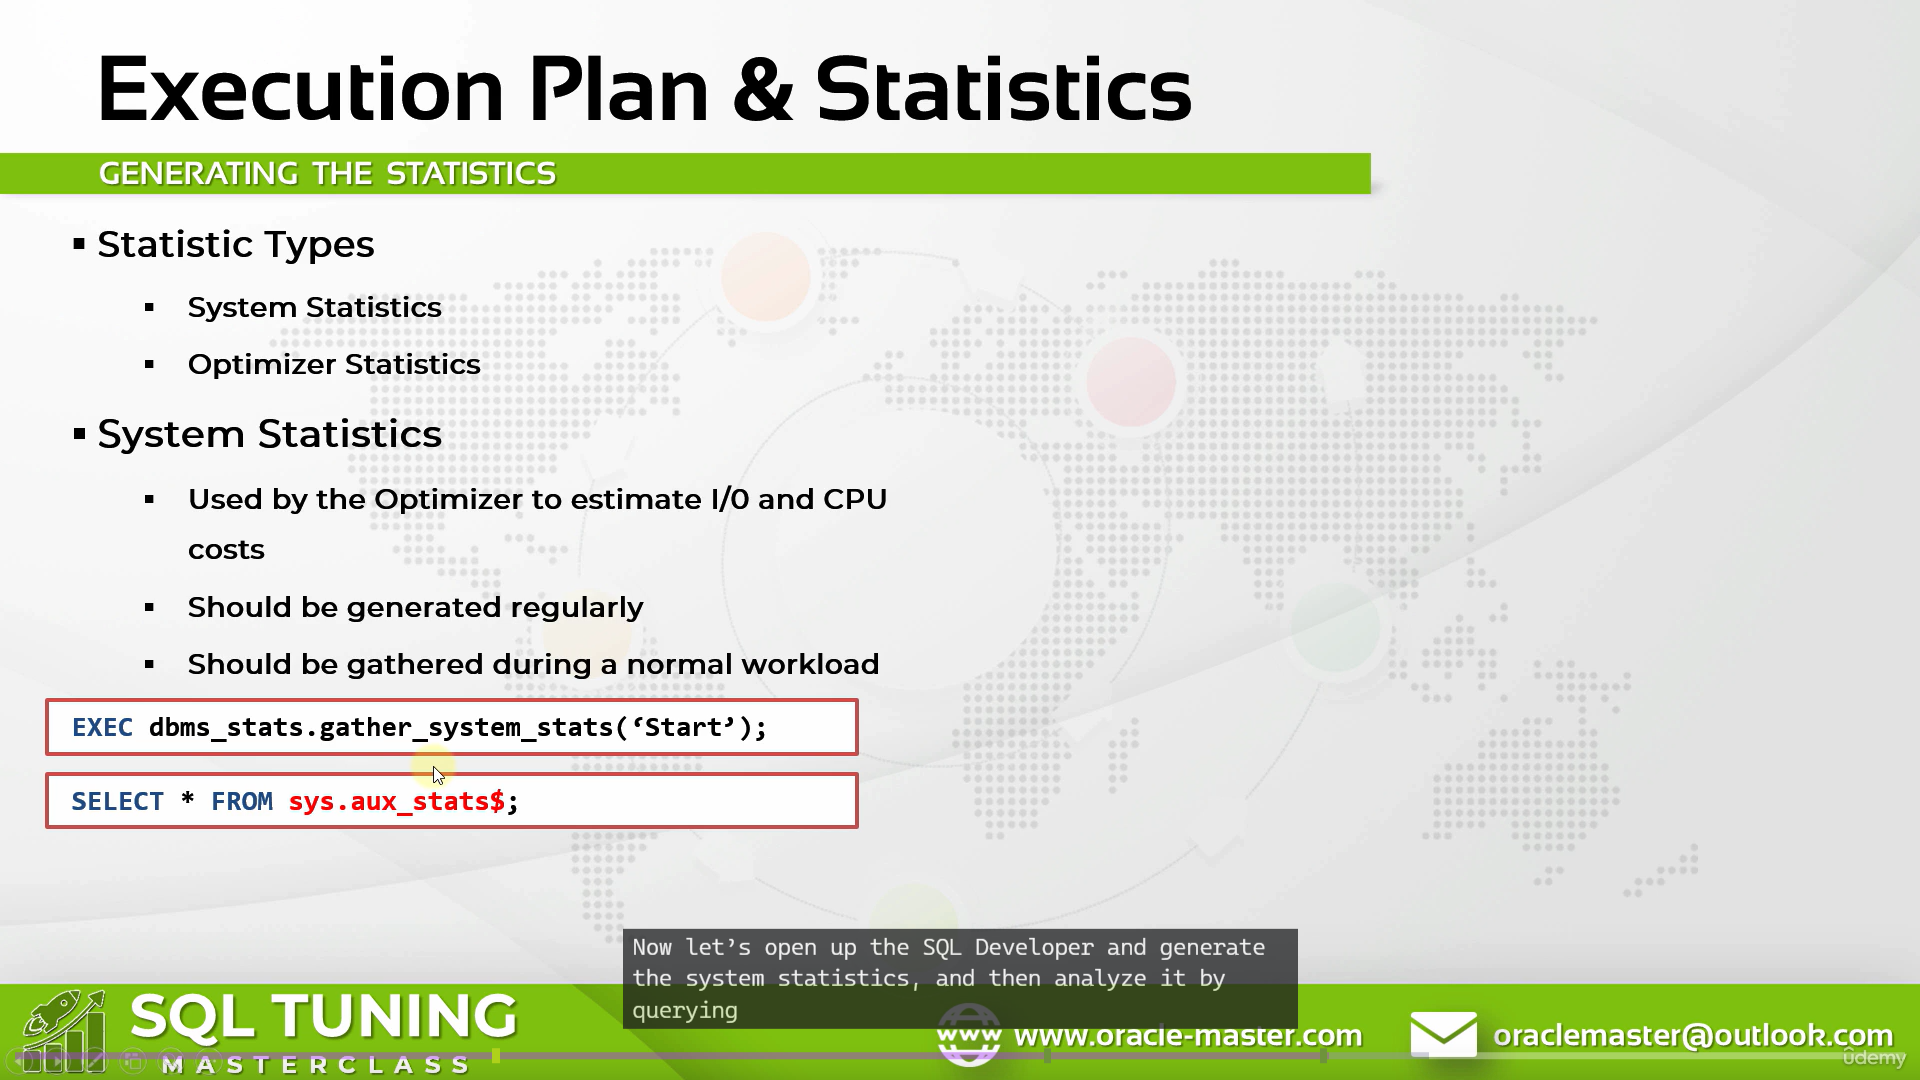 Execution Plan & Statistics
GENERATING THE STATISTICS
▪ Statistic Types
▪ System Statistics
▪ Optimizer Statistics
▪ System Statistics
▪ Used by the Optimizer to estimate I/0 and CPU
costs
▪ Should be generated regularly
▪ Should be gathered during a normal workload
EXEC dbms_stats.gather_system_stats(‘Start’);
SELECT * FROM sys.aux_stats$;
Now let’s open up the SQL Developer and generate
the system statistics, and then analyze it by
querying
SQL TUNING
MASTERCLASS
www
www.oracle-master.com
oraclemaster@outlook.com
ûdemy